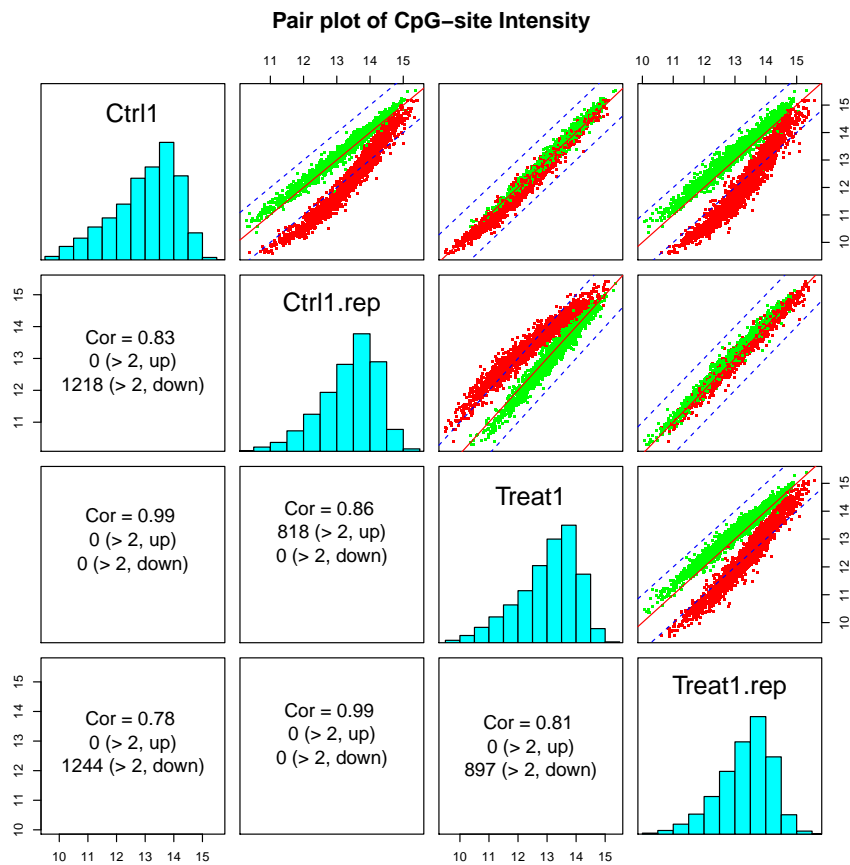 Pair plot of CpG−site Intensity
11 12 13 14 15
10 11 12 13 14 15
Ctrl1
10 11 12 13 14 15
11 12 13 14 15
Cor = 0.83
0 (> 2, up)
1218 (> 2, down)
Ctrl1.rep
Cor = 0.99
0 (> 2, up)
0 (> 2, down)
Cor = 0.86
818 (> 2, up)
0 (> 2, down)
Treat1
10 11 12 13 14 15
10 11 12 13 14 15
Cor = 0.78
0 (> 2, up)
1244 (> 2, down)
Cor = 0.99
0 (> 2, up)
0 (> 2, down)
Cor = 0.81
0 (> 2, up)
897 (> 2, down)
Treat1.rep
10 11 12 13 14 15
10 11 12 13 14 15